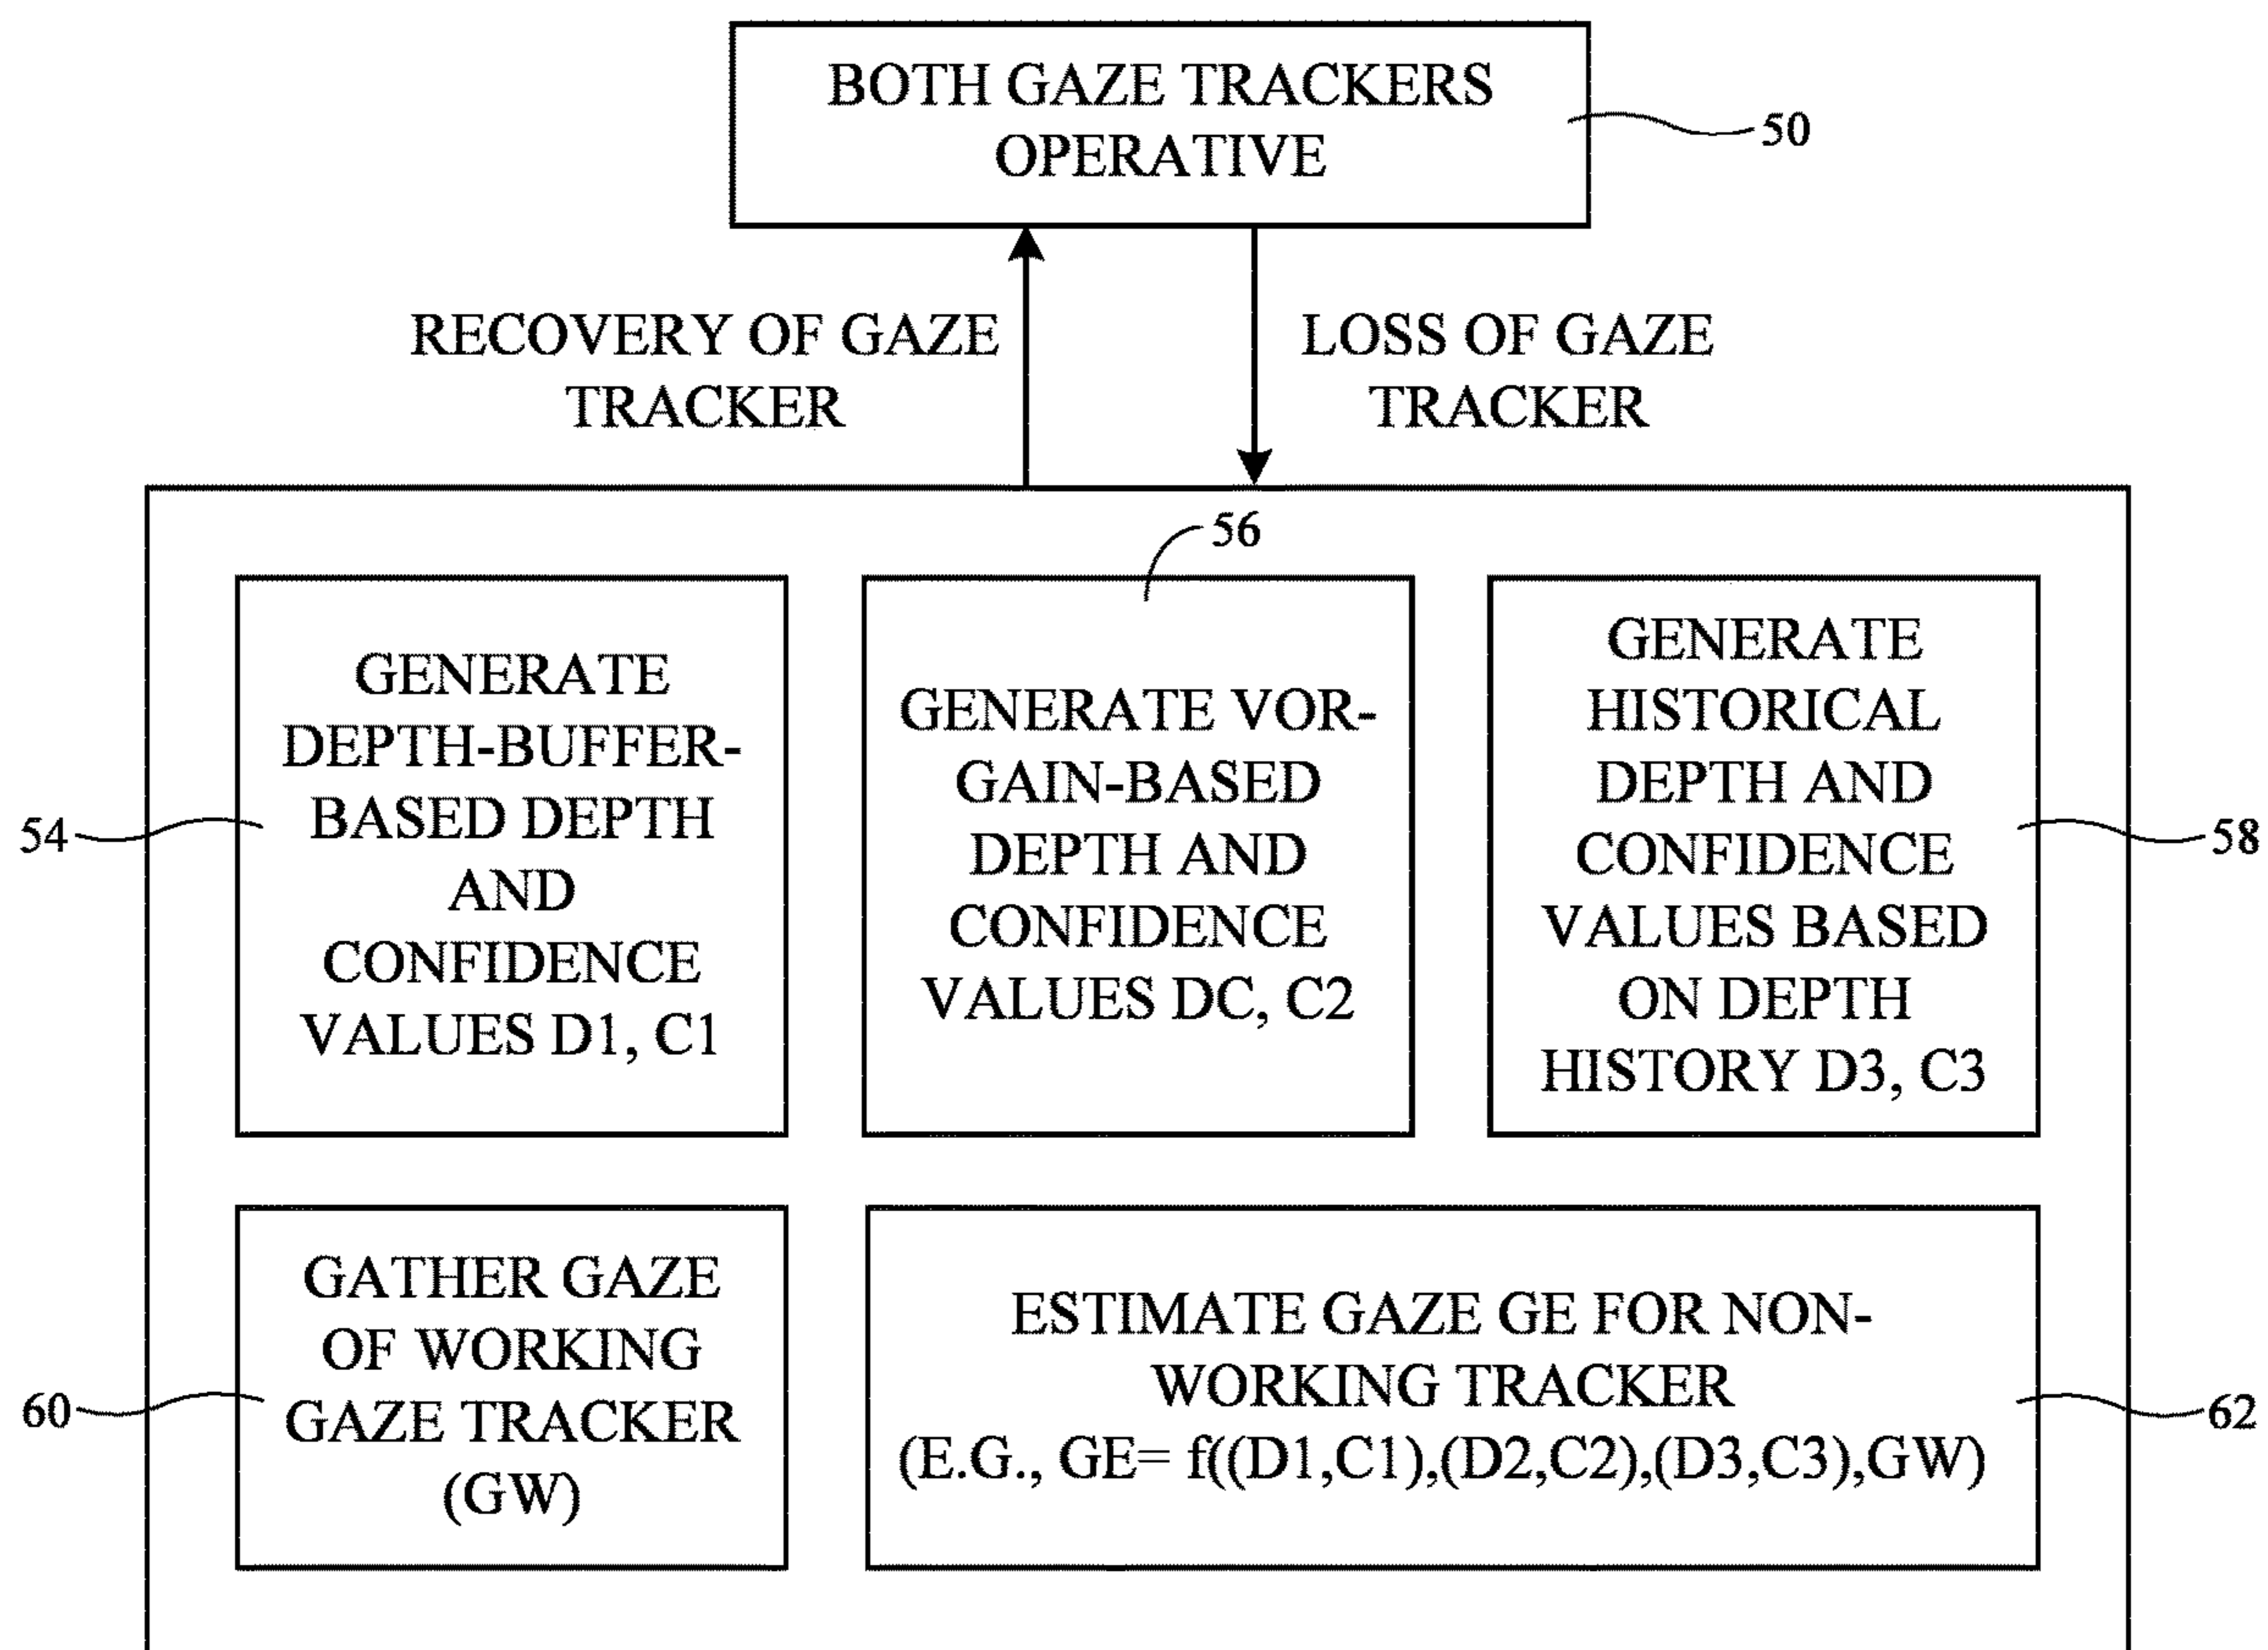 BOTH GAZE TRACKERS
OPERATIVE
50
RECOVERY OF GAZE
TRACKER
LOSS OF GAZE
TRACKER
56
GENERATE
DEPTH-BUFFER-
BASED DEPTH
AND
CONFIDENCE
VALUES D1, C1
54
GENERATE VOR-
GAIN-BASED
DEPTH AND
CONFIDENCE
VALUES DC, C2
GENERATE
HISTORICAL
DEPTH AND
CONFIDENCE
VALUES BASED
ON DEPTH
HISTORY D3, C3
58
GATHER GAZE
OF WORKING
GAZE TRACKER
(GW)
60
ESTIMATE GAZE GE FOR NON-
WORKING TRACKER
(E.G., GE= f((D1,C1),(D2,C2),(D3,C3),GW)
62